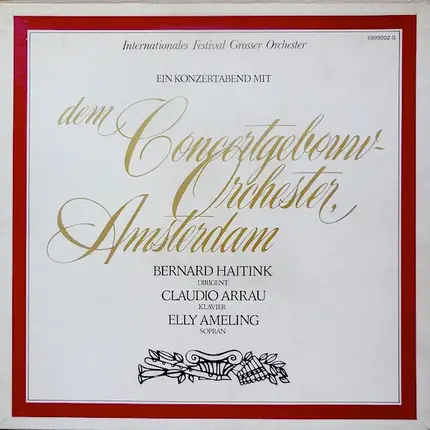 Internationales Festival Grosser Orchester
6999002 G
EIN KONZERTABEND MIT
dem Concertgebouw-
Orchester,
Amsterdam
BERNARD HAITINK
DIRIGENT
CLAUDIO ARRAU
KLAVIER
ELLY AMELING
SOPRAN